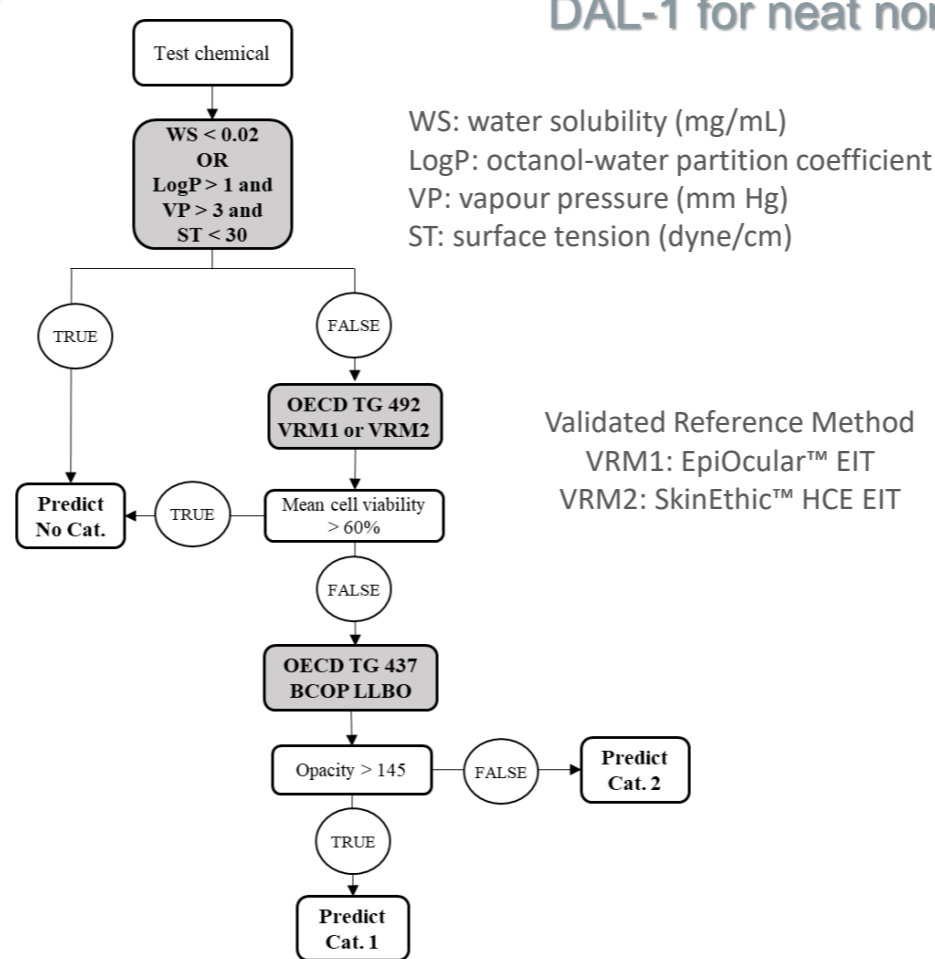 DAL-1 for neat
Test chemical
WS < 0.02
OR
LogP > 1 and
VP > 3 and
ST < 30
WS: water solubility (mg/mL)
LogP: octanol-water partition coefficient
VP: vapour pressure (mm Hg)
ST: surface tension (dyne/cm)
TRUE
FALSE
OECD TG 492
VRM1 or VRM2
Validated Reference Method
VRM1: EpiOcular™ EIT
VRM2: SkinEthic™ HCE EIT
Predict
No Cat.
TRUE
Mean cell viability
> 60%
FALSE
OECD TG 437
BCOP LLBO
Opacity > 145
FALSE
Predict
Cat. 2
TRUE
Predict
Cat. 1